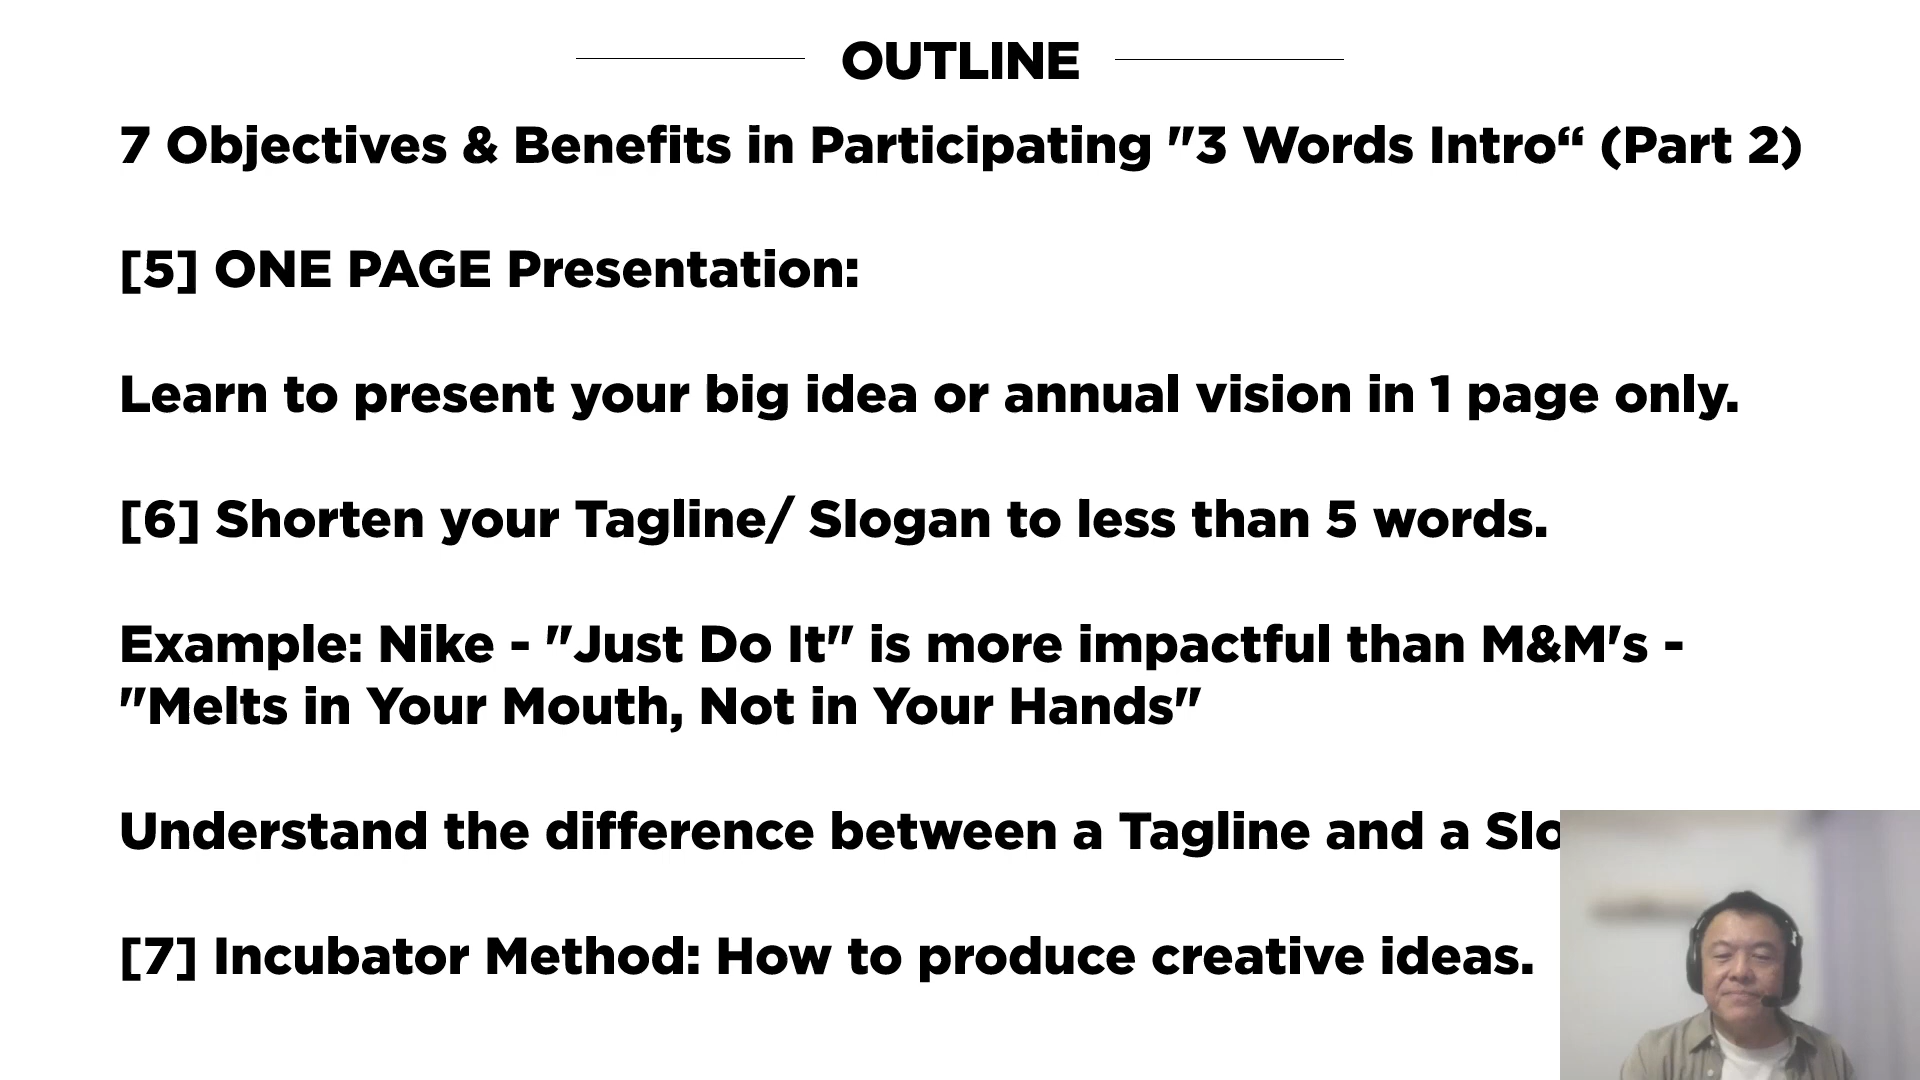 OUTLINE
7 Objectives & Benefits in Participating "3 Words Intro“ (Part 2)
[5] ONE PAGE Presentation:
Learn to present your big idea or annual vision in 1 page only.
[6] Shorten your Tagline/ Slogan to less than 5 words.
Example: Nike - "Just Do It" is more impactful than M&M's -
"Melts in Your Mouth, Not in Your Hands"
Understand the difference between a Tagline and a
[7] Incubator Method: How to produce creative ideas.